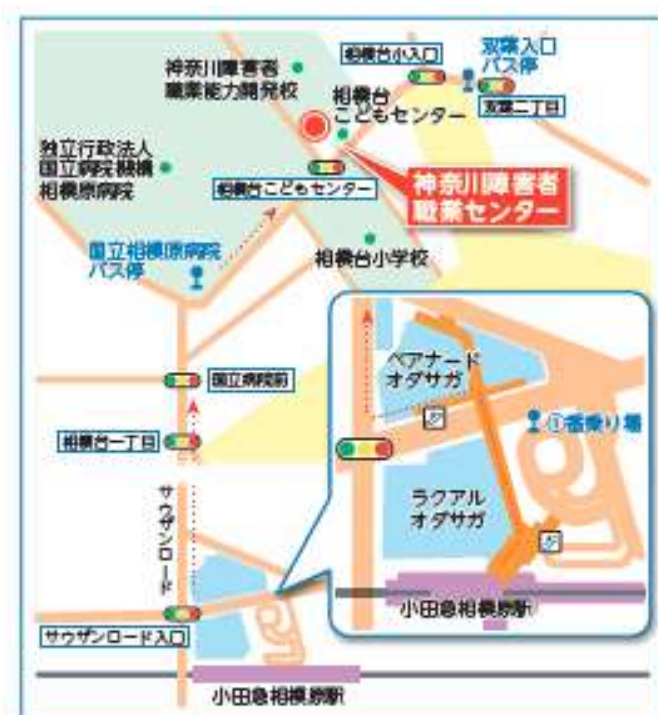 相模台小入口
双葉入口
バス停
双葉二丁目
神奈川障害者
職業能力開発校
相模台
こどもセンター
独立行政法人
国立病院機構
相模原病院
相模台こどもセンター
神奈川障害者
職業センター
国立相模原病院
バス停
相模台小学校
国立病院前
相模台一丁目
サウザンロード
サウザンロード入口
小田急相模原駅
ペアナード
オダサガ
①番乗り場
ラクアル
オダサガ
小田急相模原駅